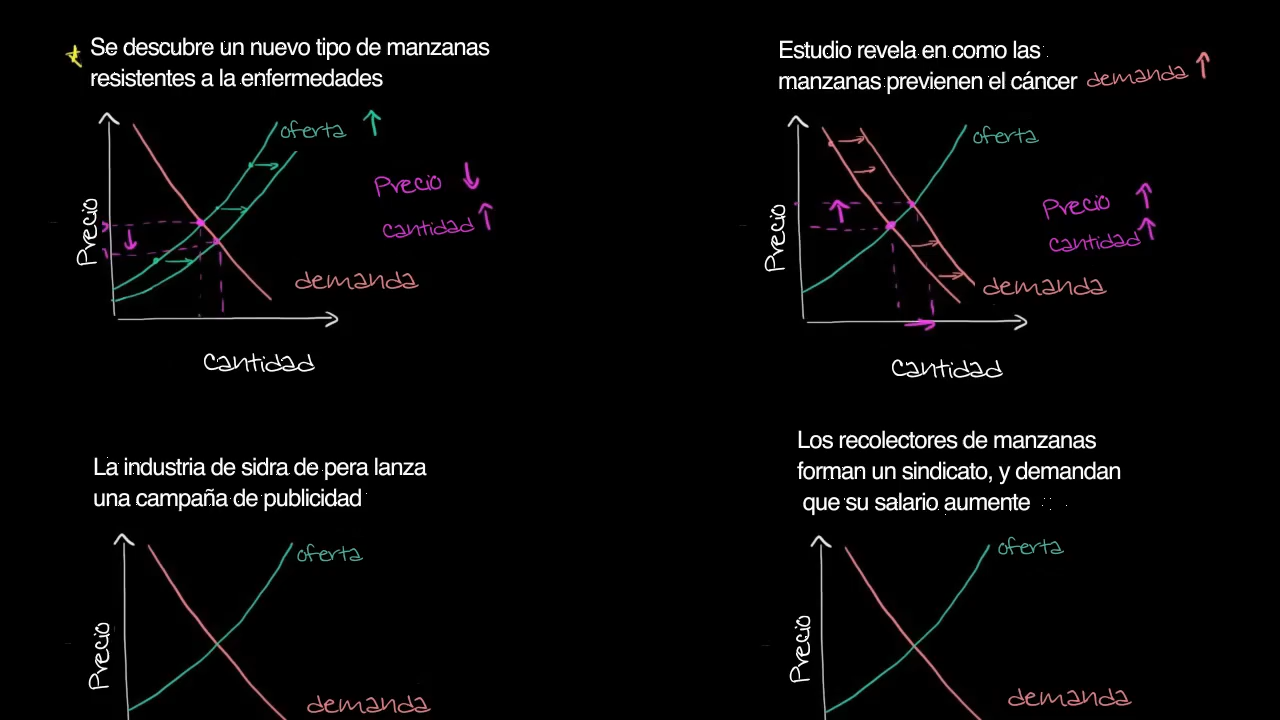 Se descubre un nuevo tipo de manzanas
resistentes a la enfermedades
oferta ↑
Precio ↓
cantidad ↑
Precio
demanda
cantidad
Estudio revela en como las
manzanas previenen el cáncer demanda ↑
oferta
Precio ↑
cantidad ↑
Precio
demanda
cantidad
La industria de sidra de pera lanza
una campaña de publicidad
oferta
Precio
demanda
Los recolectores de manzanas
forman un sindicato, y demandan
que su salario aumente
oferta
Precio
demanda